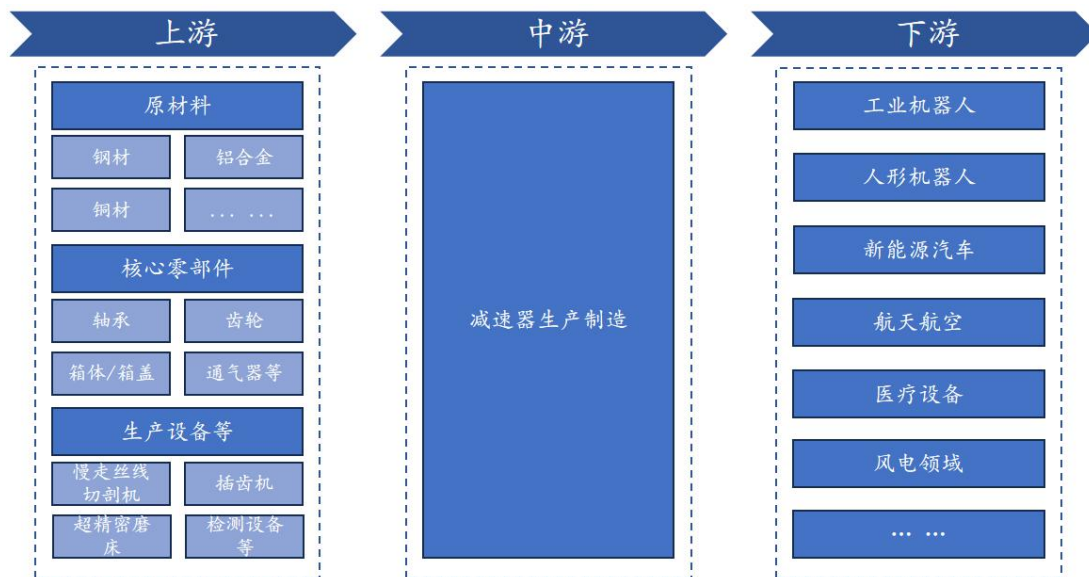 上游
中游
下游
原材料
钢材
铝合金
铜材
... ...
核心零部件
轴承
齿轮
箱体/箱盖
通气器等
生产设备等
慢走丝线
切剖机
插齿机
超精密磨
床
检测设备
等
减速器生产制造
工业机器人
人形机器人
新能源汽车
航天航空
医疗设备
风电领域
... ...